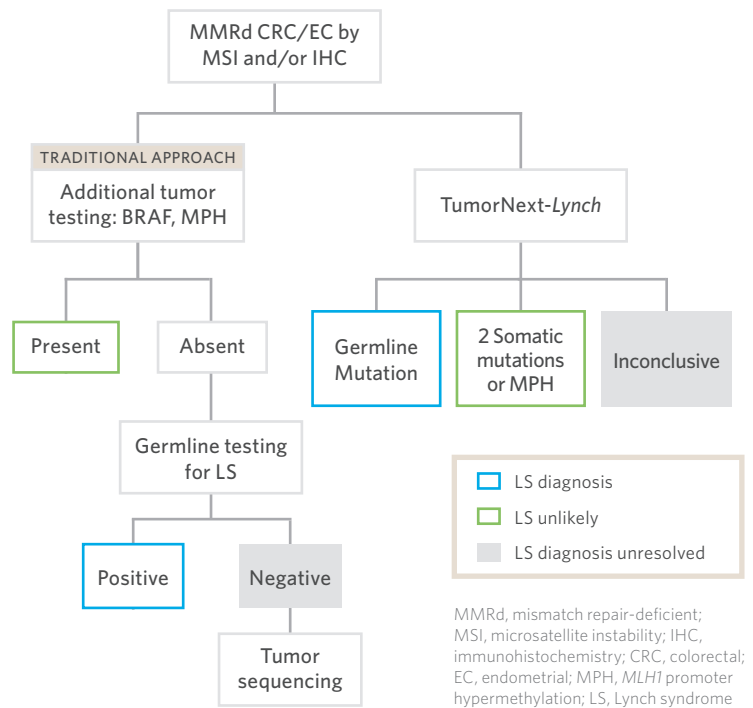 MMRd CRC/EC by
MSI and/or IHC
TRADITIONAL APPROACH
Additional tumor
testing: BRAF, MPH
TumorNext-Lynch
Present
Absent
Germline
Mutation
2 Somatic
mutations
or MPH
Inconclusive
Germline testing
for LS
Positive
Negative
Tumor
sequencing
LS diagnosis
LS unlikely
LS diagnosis unresolved
MMRd, mismatch repair-deficient;
MSI, microsatellite instability; IHC,
immunohistochemistry; CRC, colorectal;
EC, endometrial; MPH, MLH1 promoter
hypermethylation; LS, Lynch syndrome